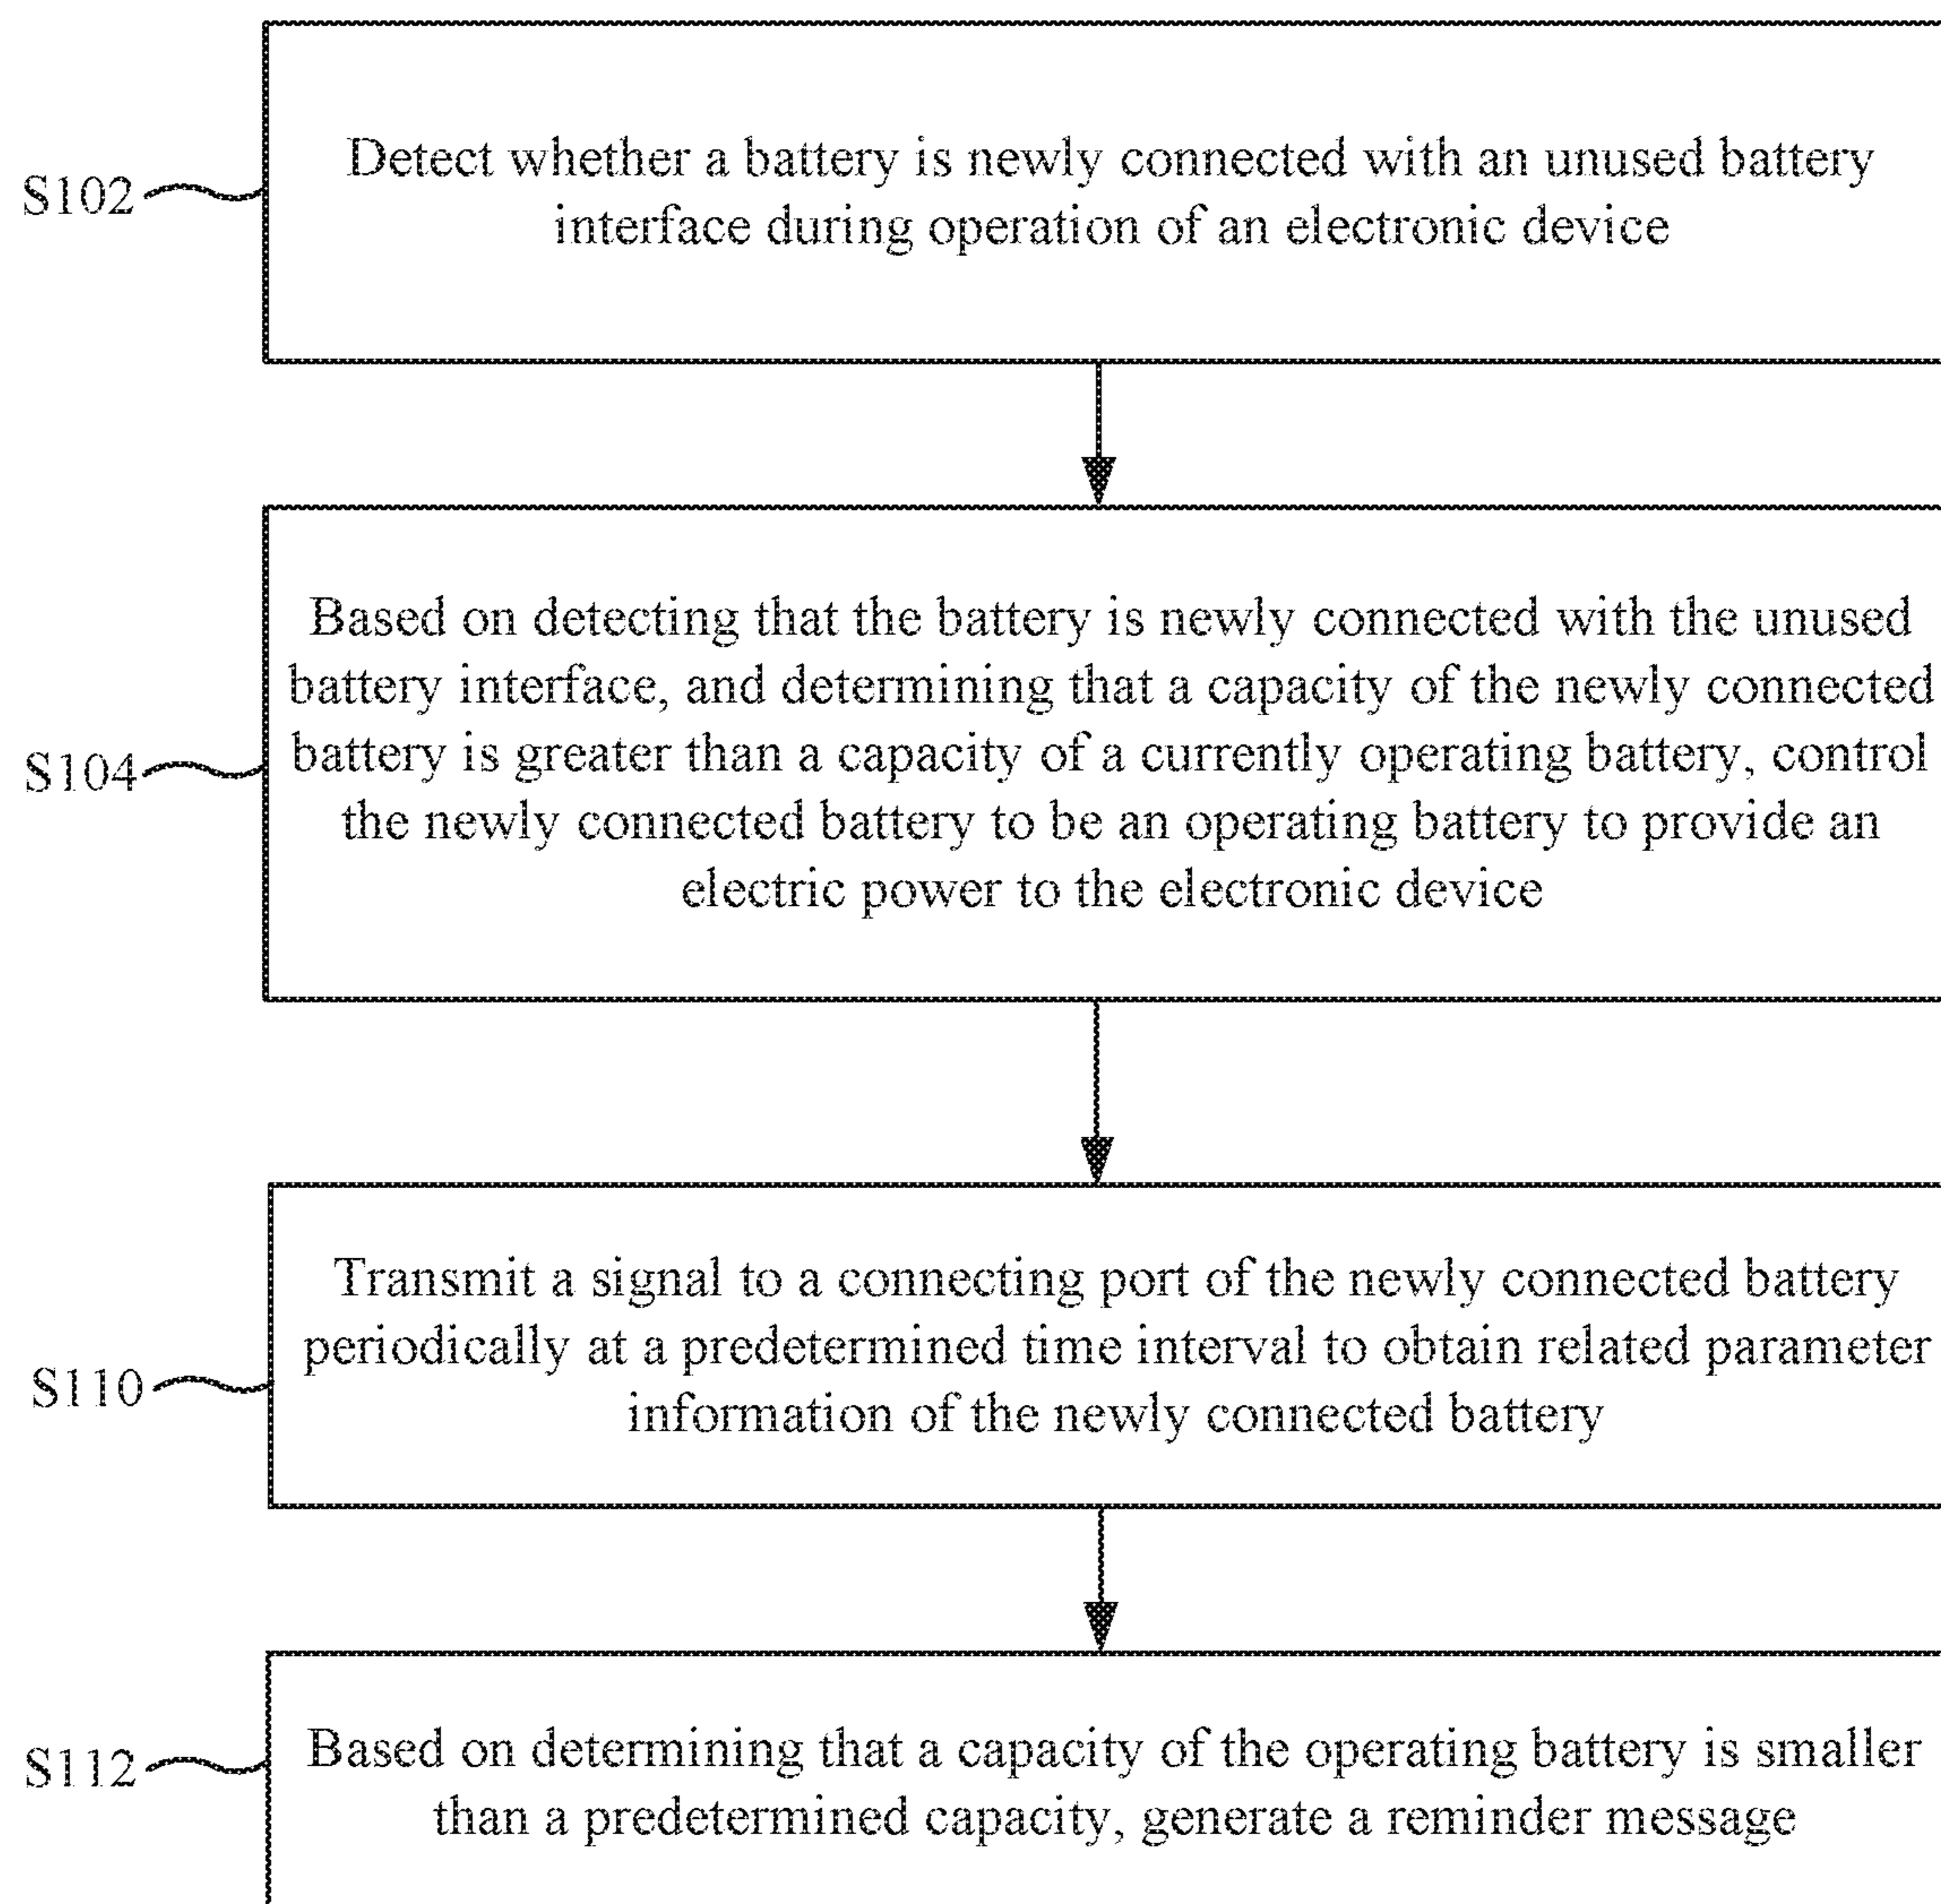 S102
Detect whether a battery is newly connected with an unused battery
interface during operation of an electronic device
S104
Based on detecting that the battery is newly connected with the unused
battery interface, and determining that a capacity of the newly connected
battery is greater than a capacity of a currently operating battery, control
the newly connected battery to be an operating battery to provide an
electric power to the electronic device
S110
Transmit a signal to a connecting port of the newly connected battery
periodically at a predetermined time interval to obtain related parameter
information of the newly connected battery
S112
Based on determining that a capacity of the operating battery is smaller
than a predetermined capacity, generate a reminder message